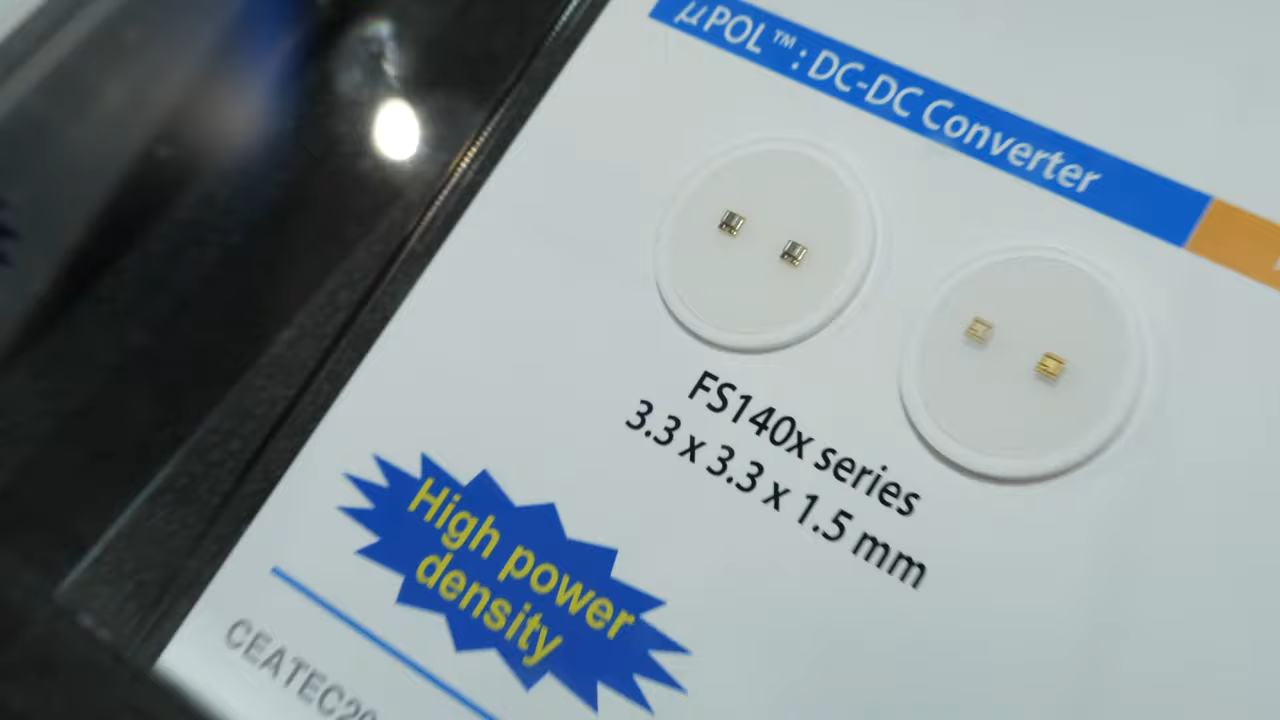 µPOL™: DC-DC Converter
FS140x series
3.3 x 3.3 x 1.5 mm
High power
density